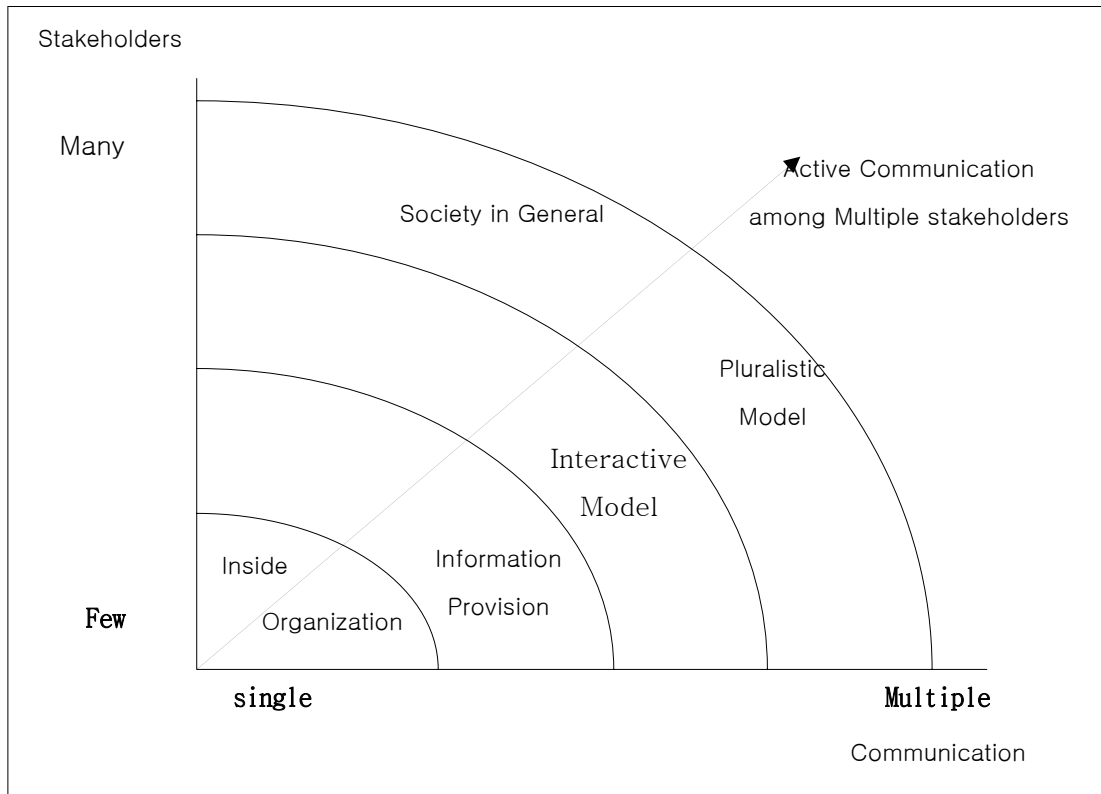 Stakeholders
Many
Active Communication
among Multiple stakeholders
Society in General
Pluralistic
Model
Interactive
Model
Inside
Organization
Information
Provision
Few
single
Multiple
Communication